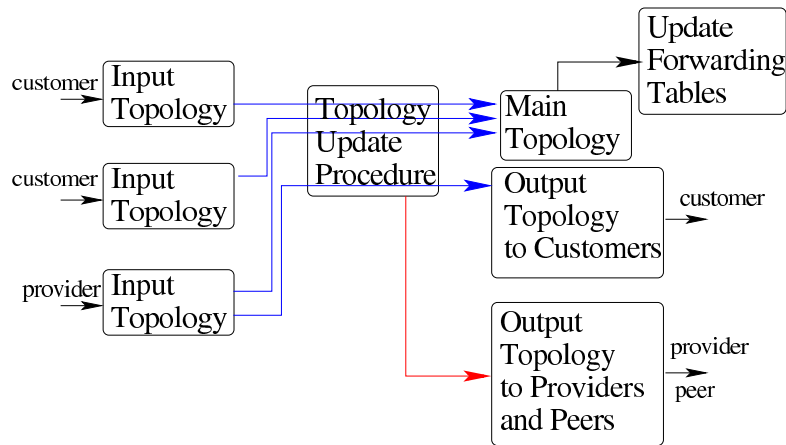 customer
Input
Topology
customer
Input
Topology
provider
Input
Topology
Topology
Update
Procedure
Update
Forwarding
Tables
Main
Topology
Output
Topology
to Customers
customer
Output
Topology
to Providers
and Peers
provider
peer